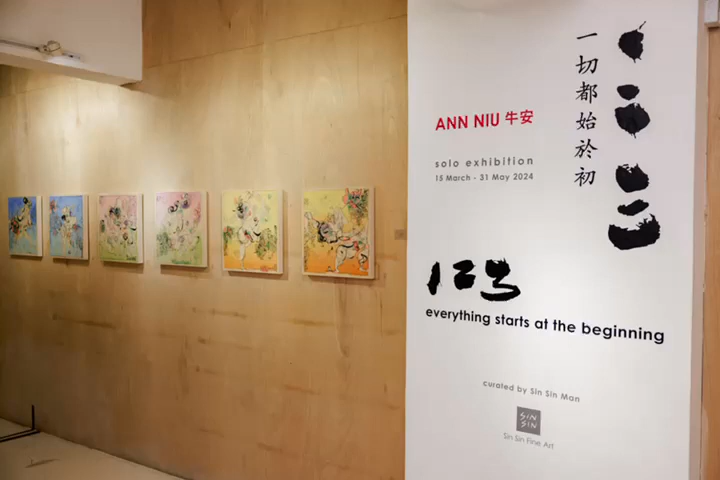 ANN NIU 牛安
solo exhibition
15 March - 31 May 2024
一切都始於初
everything starts at the beginning
curated by Sin Sin Man
SiN
SiN
Sin Sin Fine Art